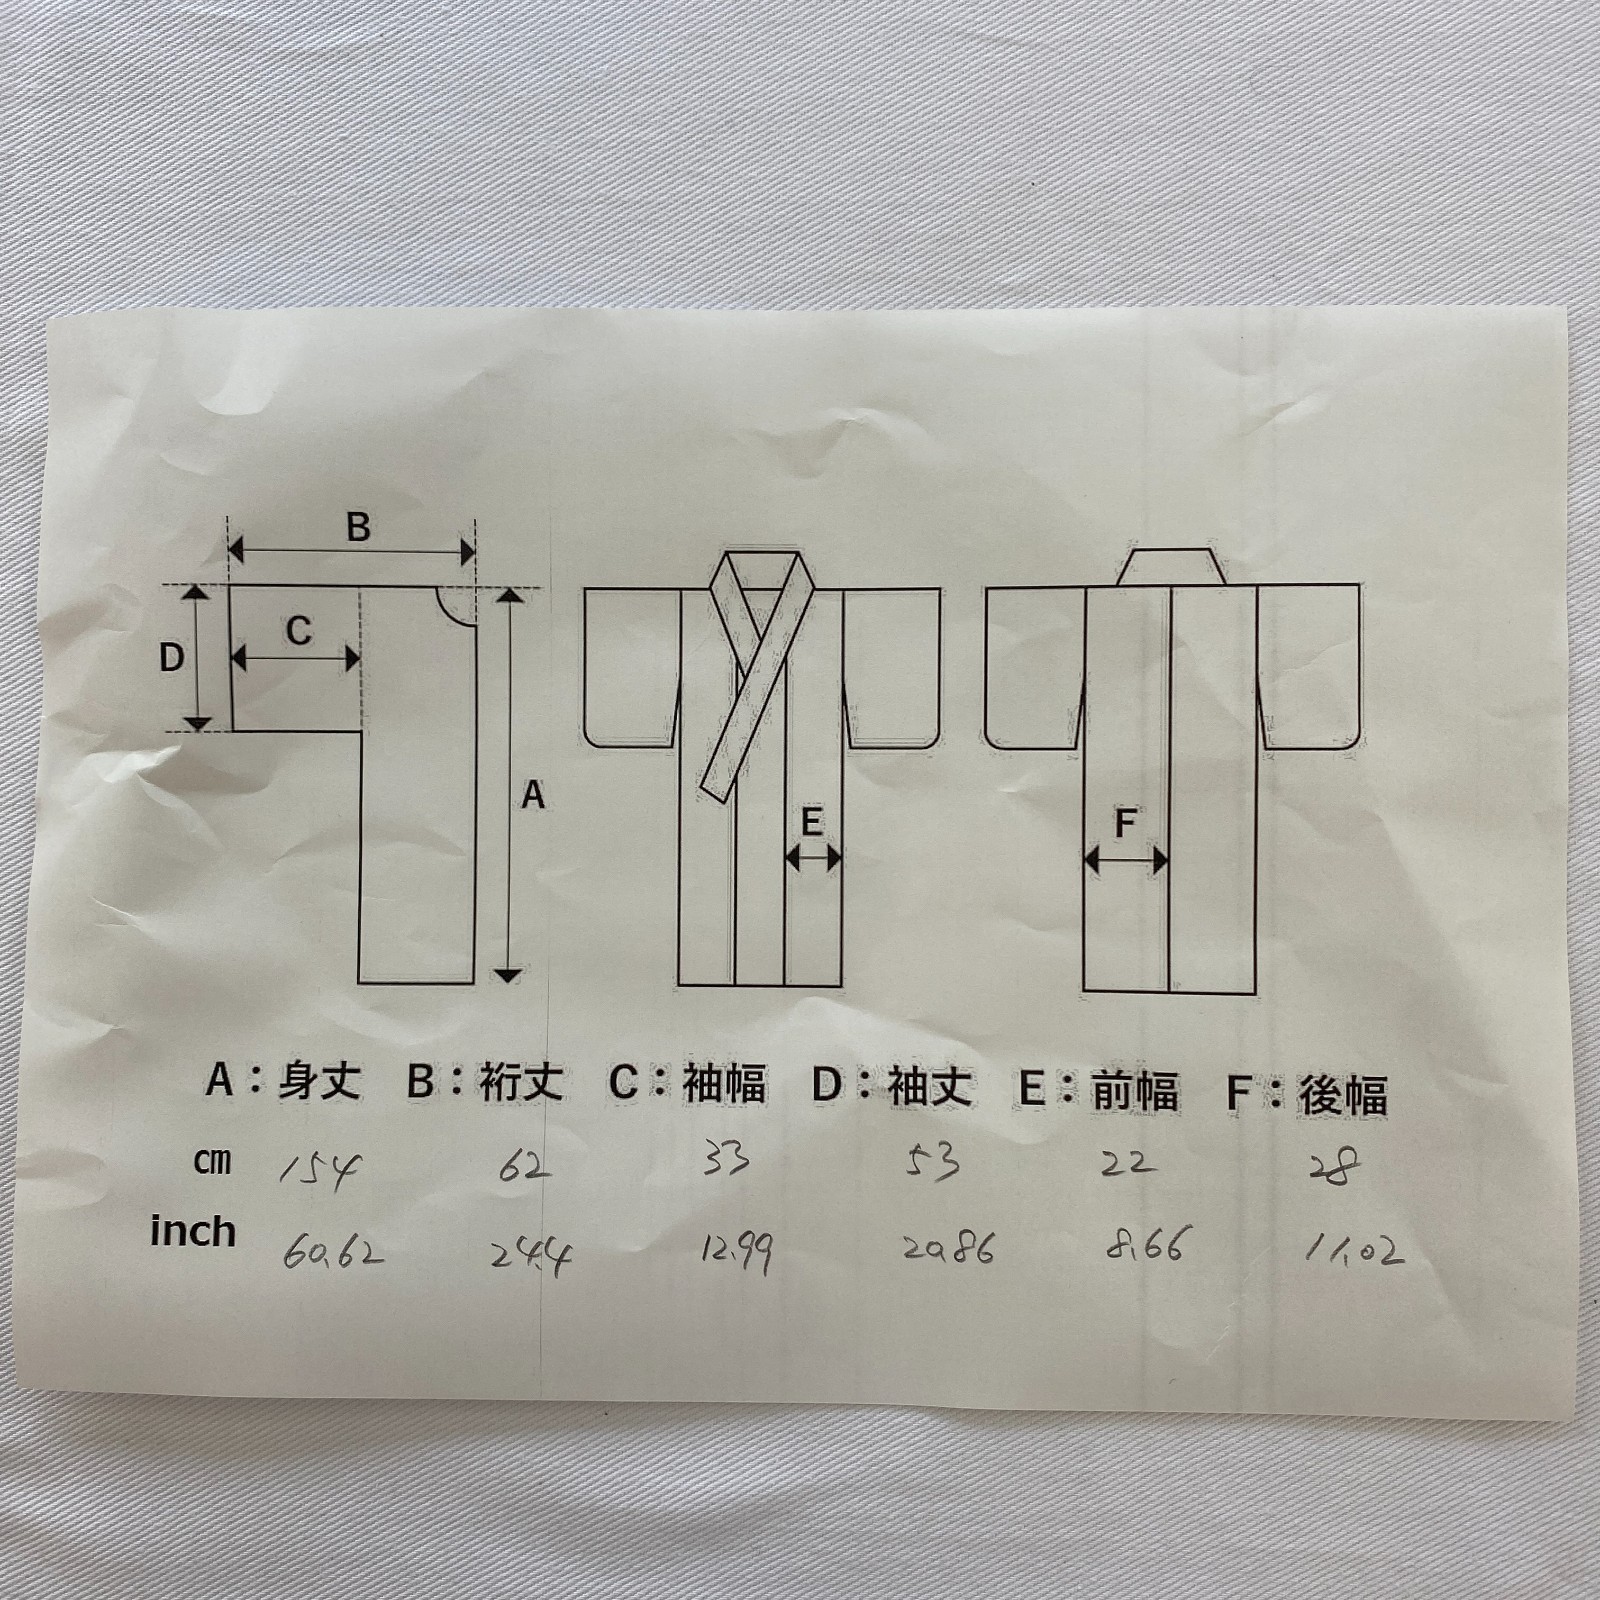 B
C
D
A
E
F
A：身丈 B：裄丈 C：袖幅 D：袖丈 E：前幅 F：後幅
cm 154 62 33 53 22 28
inch 60.62 24.4 12.99 20.86 8.66 11.02